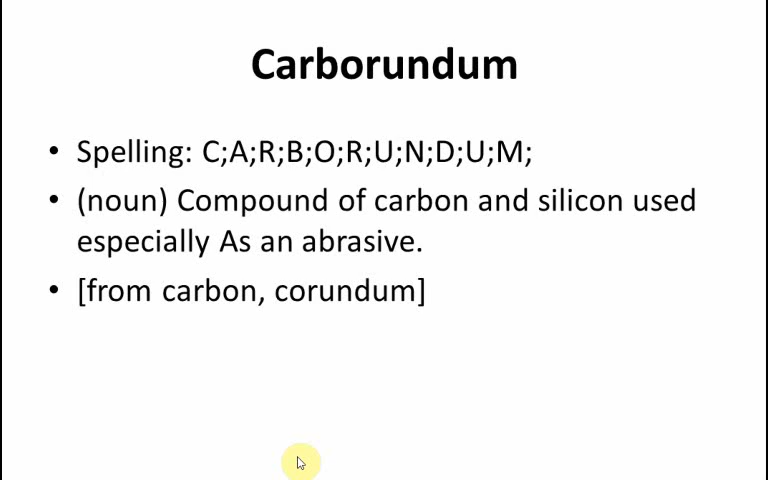 Carborundum
• Spelling: C;A;R;B;O;R;U;N;D;U;M;
• (noun) Compound of carbon and silicon used
especially As an abrasive.
• [from carbon, corundum]